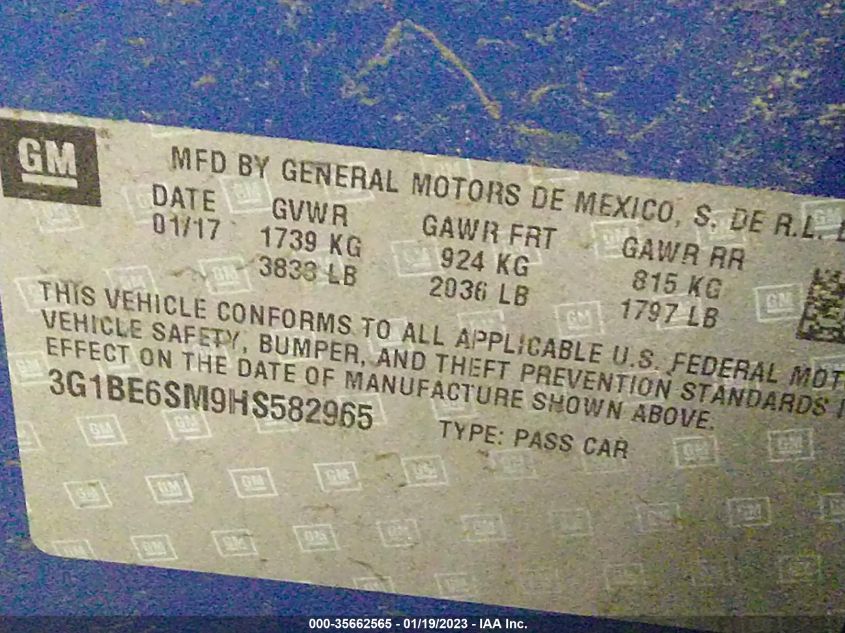 GM
MFD BY GENERAL MOTORS DE MEXICO, S. DE R.L.
DATE GVWR GAWR FRT GAWR RR
01/17 1739 KG 924 KG 815 KG
3833 LB 2036 LB 1797 LB
THIS VEHICLE CONFORMS TO ALL APPLICABLE U.S. FEDERAL MOT
VEHICLE SAFETY, BUMPER, AND THEFT PREVENTION STANDARDS I
EFFECT ON THE DATE OF MANUFACTURE SHOWN ABOVE.
3G1BE6SM9HS582965 TYPE: PASS CAR
000-35662565 - 01/19/2023 - IAA Inc.